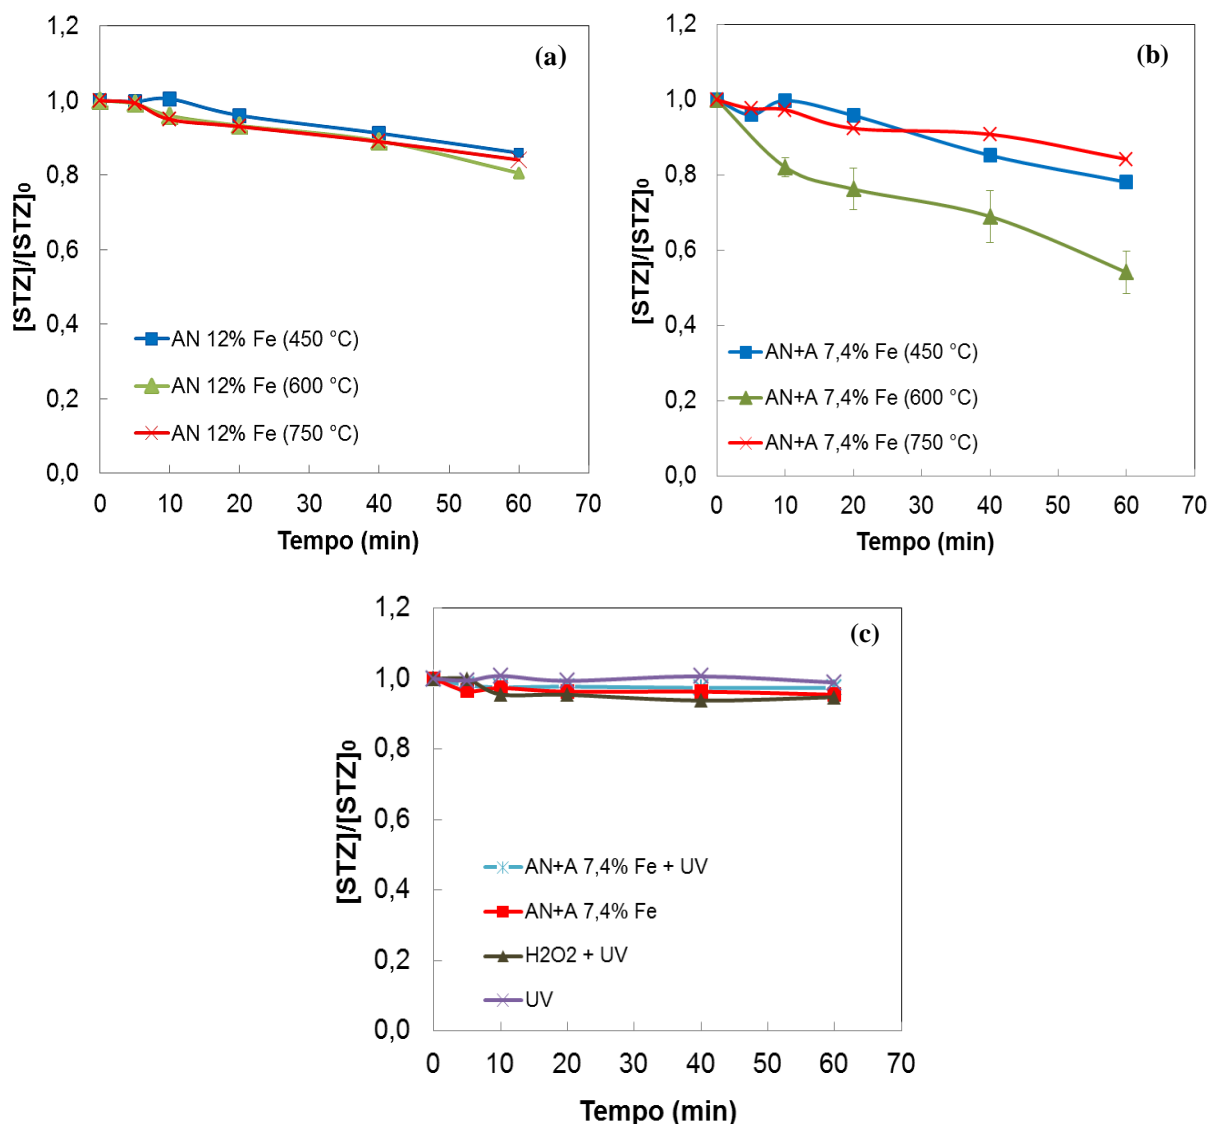 (a)
[STZ]/[STZ]0
1,2
1,0
0,8
0,6
0,4
0,2
0,0
AN 12% Fe (450 °C)
AN 12% Fe (600 °C)
AN 12% Fe (750 °C)
0 10 20 30 40 50 60 70
Tempo (min)
(b)
[STZ]/[STZ]0
1,2
1,0
0,8
0,6
0,4
0,2
0,0
AN+A 7,4% Fe (450 °C)
AN+A 7,4% Fe (600 °C)
AN+A 7,4% Fe (750 °C)
0 10 20 30 40 50 60 70
Tempo (min)
(c)
[STZ]/[STZ]0
1,2
1,0
0,8
0,6
0,4
0,2
0,0
AN+A 7,4% Fe + UV
AN+A 7,4% Fe
H2O2 + UV
UV
0 10 20 30 40 50 60 70
Tempo (min)